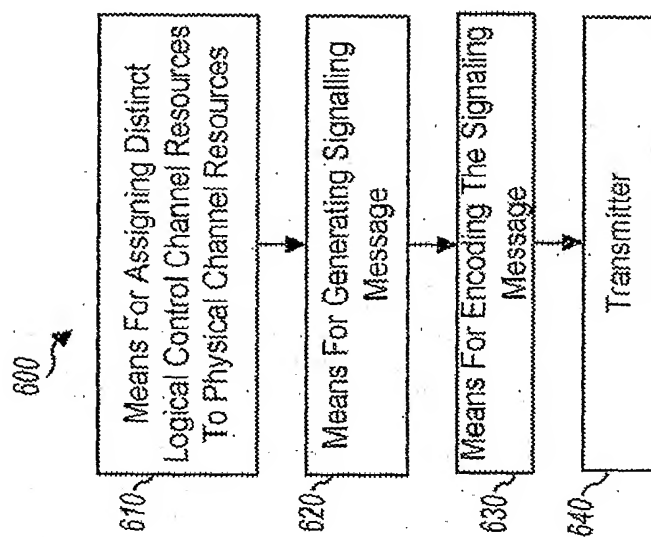 600
610
Means For Assigning Distinct
Logical Control Channel Resources
To Physical Channel Resources
620
Means For Generating Signalling
Message
630
Means For Encoding The Signaling
Message
640
Transmitter